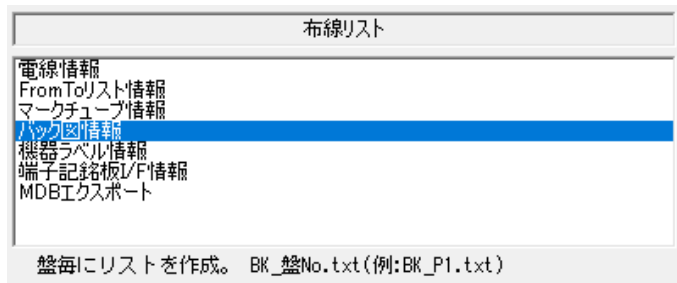 布線リスト
電線情報
FromToリスト情報
マークチューブ情報
バック図情報
機器ラベル情報
端子記銘板I/F情報
MDBエクスポート
盤毎にリストを作成。 BK_盤No.txt(例:BK_P1.txt)